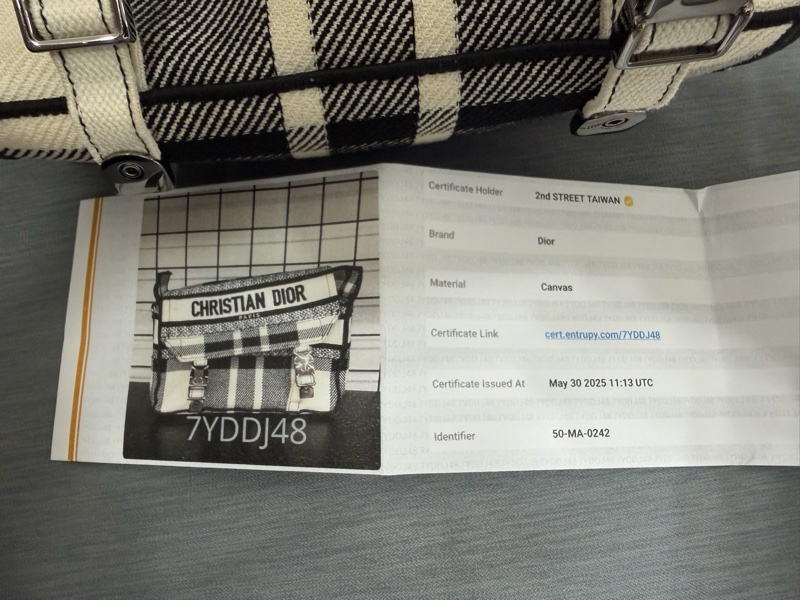 CHRISTIAN DIOR
PARIS
7YDDJ48
Certificate Holder 2nd STREET TAIWAN
Brand Dior
Material Canvas
Certificate Link cert.entrupy.com/7YDDJ48
Certificate Issued At May 30 2025 11:13 UTC
Identifier 50-MA-0242